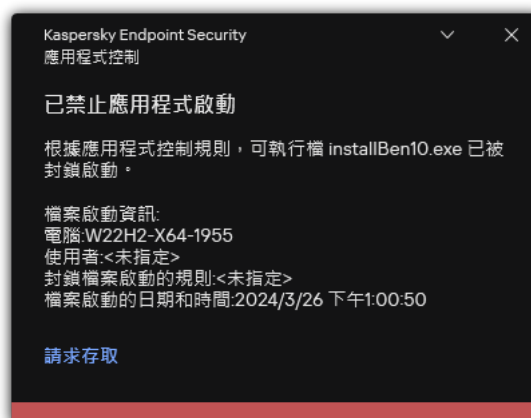 Kaspersky Endpoint Security
應用程式控制
已禁止應用程式啟動
根據應用程式控制規則，可執行檔 installBen10.exe 已被
封鎖啟動。
檔案啟動資訊:
電腦:W22H2-X64-1955
使用者:<未指定>
封鎖檔案啟動的規則:<未指定>
檔案啟動的日期和時間:2024/3/26 下午1:00:50
請求存取